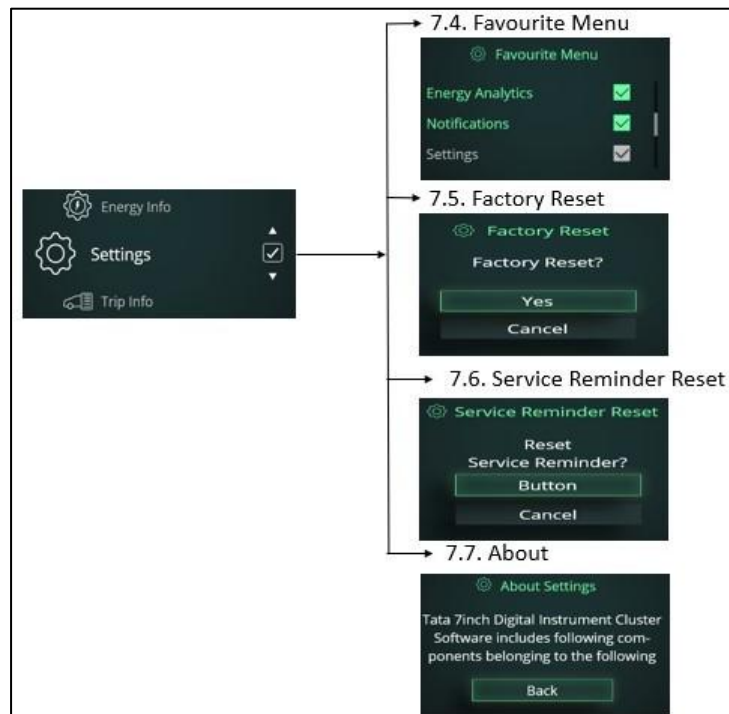 7.4. Favourite Menu
Favourite Menu
Energy Analytics
Notifications
Settings
Energy Info
Settings
Trip Info
7.5. Factory Reset
Factory Reset
Factory Reset?
Yes
Cancel
7.6. Service Reminder Reset
Service Reminder Reset
Reset
Service Reminder?
Button
Cancel
7.7. About
About Settings
Tata 7inch Digital Instrument Cluster
Software includes following com-
ponents belonging to the following
Back